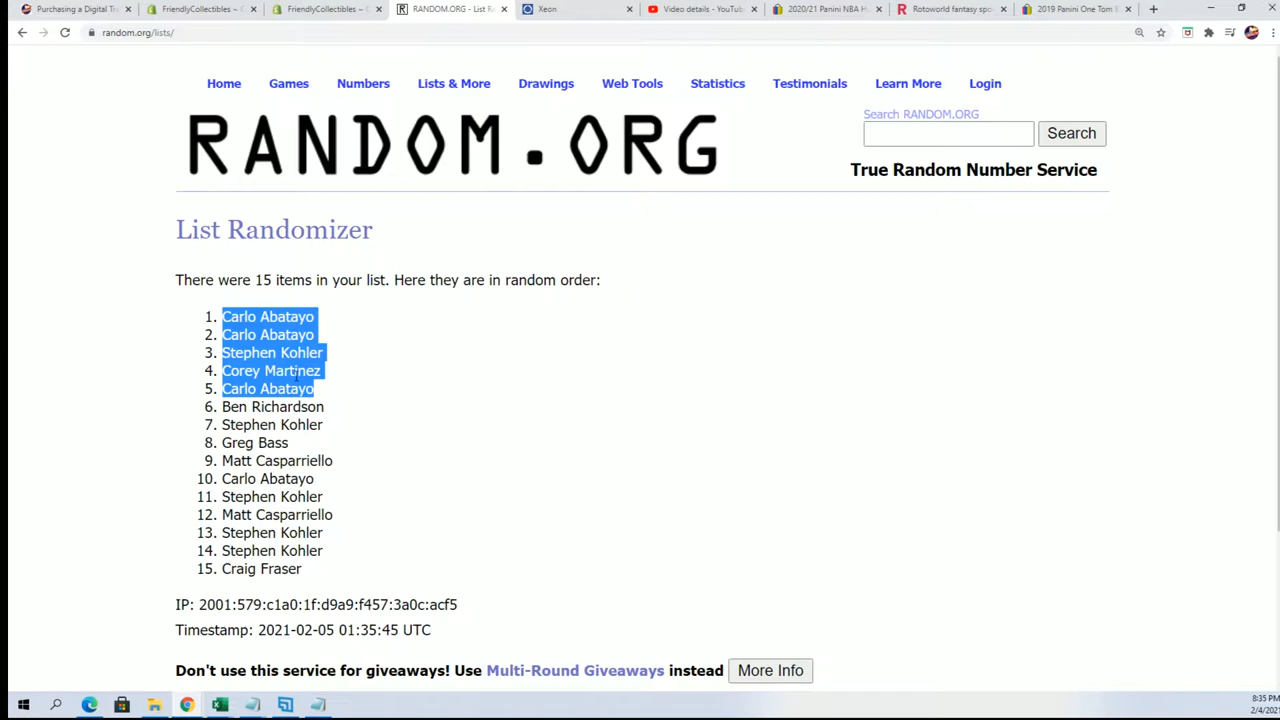 Purchasing a Digital Tra
FriendlyCollectibles ~ C
FriendlyCollectibles ~ C
RANDOM.ORG - List Ra
Xeon
Video details - YouTub
2020/21 Panini NBA H
Rotoworld fantasy spo
2019 Panini One Tom B
random.org/lists/
Home Games Numbers Lists & More Drawings Web Tools Statistics Testimonials Learn More Login
RANDOM.ORG
Search RANDOM.ORG
Search
True Random Number Service
List Randomizer
There were 15 items in your list. Here they are in random order:
1. Carlo Abatayo
2. Carlo Abatayo
3. Stephen Kohler
4. Corey Martinez
5. Carlo Abatayo
6. Ben Richardson
7. Stephen Kohler
8. Greg Bass
9. Matt Casparriello
10. Carlo Abatayo
11. Stephen Kohler
12. Matt Casparriello
13. Stephen Kohler
14. Stephen Kohler
15. Craig Fraser
IP: 2001:579:c1a0:1f:d9a9:f457:3a0c:acf5
Timestamp: 2021-02-05 01:35:45 UTC
Don't use this service for giveaways! Use Multi-Round Giveaways instead More Info
8:35 PM
2/4/2021